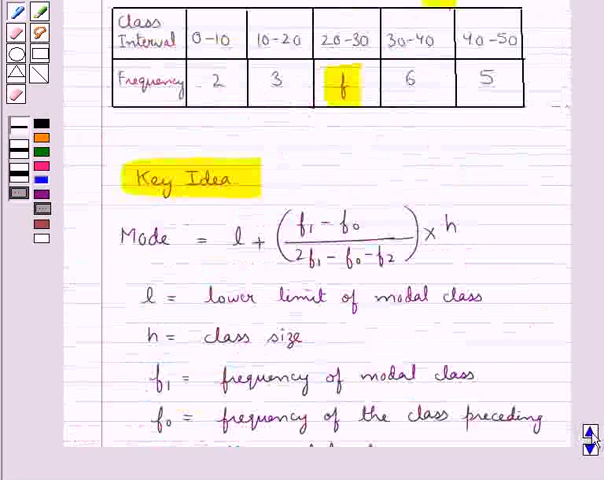 Class Interval 0-10 10-20 20-30 30-40 40-50
Frequency 2 3 f 6 5
Key Idea
Mode = l + ( f₁ - f₀ / 2f₁ - f₀ - f₂ ) × h
l = lower limit of modal class
h = class size
f₁ = frequency of modal class
f₀ = frequency of the class preceding